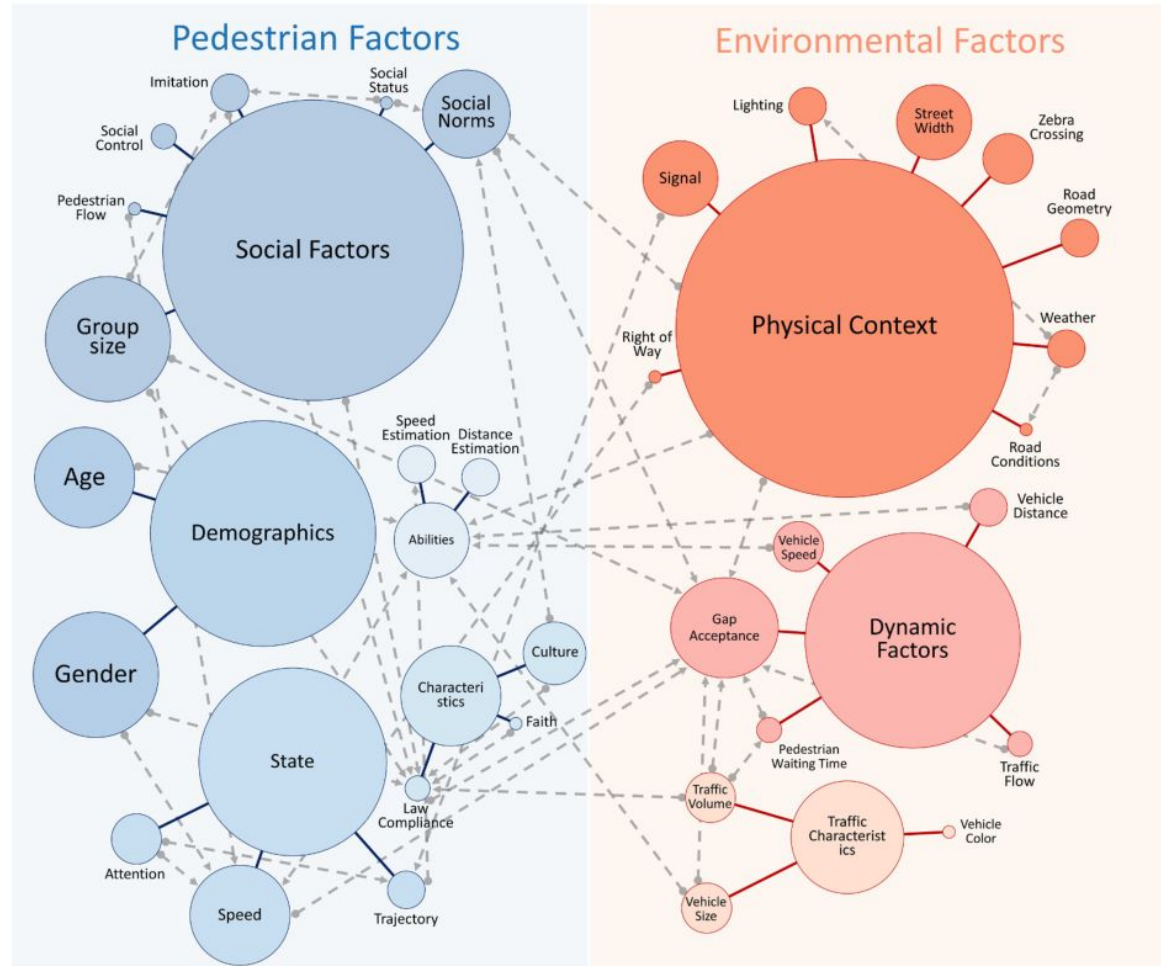 Pedestrian Factors
Environmental Factors
Imitation
Social
Status
Social
Norms
Social
Control
Pedestrian
Flow
Social Factors
Group
size
Age
Demographics
Speed
Estimation
Distance
Estimation
Abilities
Gender
Characteri
stics
Culture
Faith
State
Law
Compliance
Attention
Speed
Trajectory
Lighting
Street
Width
Zebra
Crossing
Signal
Road
Geometry
Physical Context
Right of
Way
Weather
Road
Conditions
Vehicle
Distance
Vehicle
Speed
Gap
Acceptance
Dynamic
Factors
Pedestrian
Waiting Time
Traffic
Flow
Traffic
Volume
Traffic
Characterist
ics
Vehicle
Color
Vehicle
Size